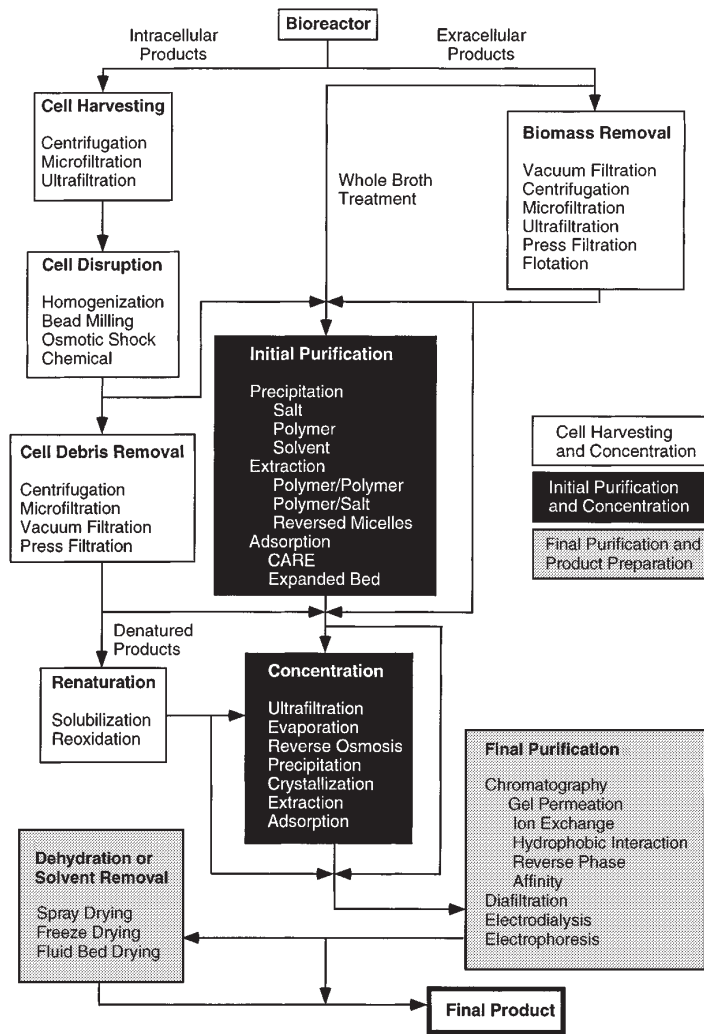 Bioreactor
Intracellular
Products
Exracellular
Products
Cell Harvesting
Centrifugation
Microfiltration
Ultrafiltration
Biomass Removal
Vacuum Filtration
Centrifugation
Microfiltration
Ultrafiltration
Press Filtration
Flotation
Whole Broth
Treatment
Cell Disruption
Homogenization
Bead Milling
Osmotic Shock
Chemical
Initial Purification
Precipitation
Salt
Polymer
Solvent
Extraction
Polymer/Polymer
Polymer/Salt
Reversed Micelles
Adsorption
CARE
Expanded Bed
Cell Debris Removal
Centrifugation
Microfiltration
Vacuum Filtration
Press Filtration
Cell Harvesting
and Concentration
Initial Purification
and Concentration
Final Purification and
Product Preparation
Denatured
Products
Renaturation
Solubilization
Reoxidation
Concentration
Ultrafiltration
Evaporation
Reverse Osmosis
Precipitation
Crystallization
Extraction
Adsorption
Final Purification
Chromatography
Gel Permeation
Ion Exchange
Hydrophobic Interaction
Reverse Phase
Affinity
Diafiltration
Electrodialysis
Electrophoresis
Dehydration or
Solvent Removal
Spray Drying
Freeze Drying
Fluid Bed Drying
Final Product